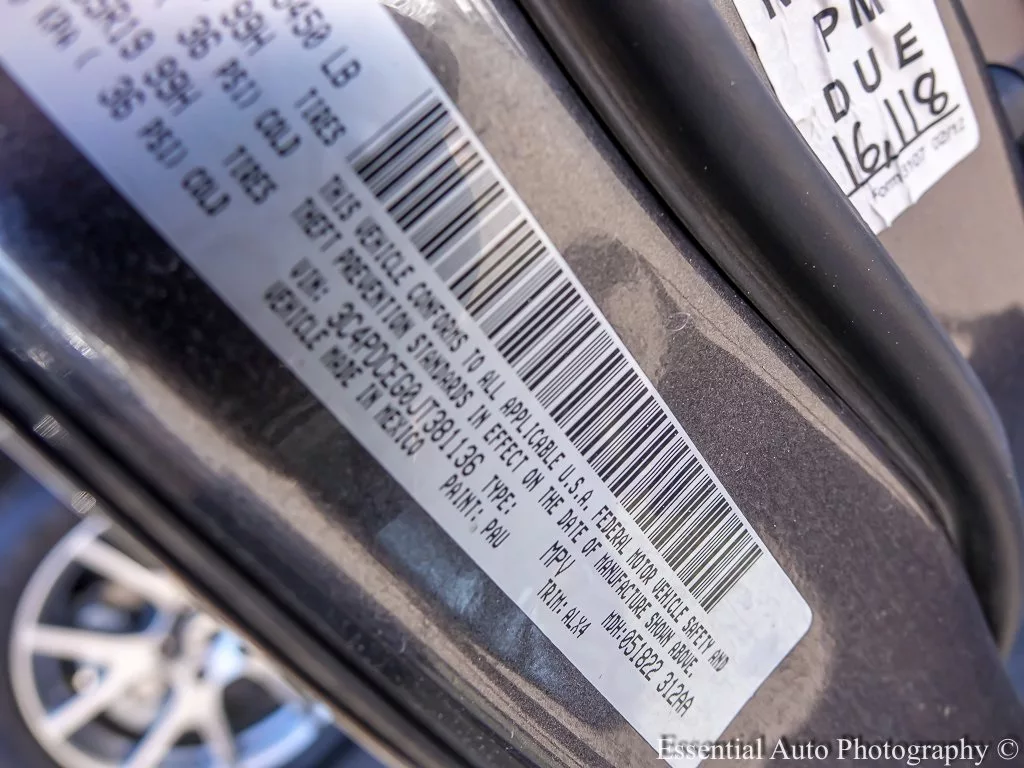 450 LB
5R19 99H
36 PSI) COLD
TIRES
99H
36 PSI) COLD
TIRES
THIS VEHICLE CONFORMS TO ALL APPLICABLE U.S.A. FEDERAL MOTOR VEHICLE SAFETY AND
THEFT PREVENTION STANDARDS IN EFFECT ON THE DATE OF MANUFACTURE SHOWN ABOVE.
VIN: 3C4PDCEG0JT381136 TYPE: MPV MDH:051822 312AA
VEHICLE MADE IN MEXICO PAINT: PAU TRIM: ALX4
PM
DUE
16,118
Essential Auto Photography ©